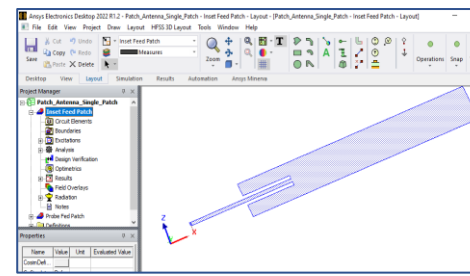 Ansys Electronics Desktop 2022 R1.2 - Patch_Antenna_Single_Patch - Inset Feed Patch - Layout - [Patch_Antenna_Single_Patch - Inset Feed Patch - Layout]
File Edit View Project Draw Layout HFSS 3D Layout Tools Window Help
Save
Cut Undo
Copy Redo
Paste Delete
Inset Feed Patch
Measures
Zoom
Operations
Snap
Desktop View Layout Simulation Results Automation Ansys Minerva
Project Manager
Patch_Antenna_Single_Patch
Inset Feed Patch
Circuit Elements
Boundaries
Excitations
Analysis
Design Verification
Optimetrics
Results
Field Overlays
Radiation
Notes
Probe Fed Patch
Definitions
Z
X
Properties
Name Value Unit Evaluated Value